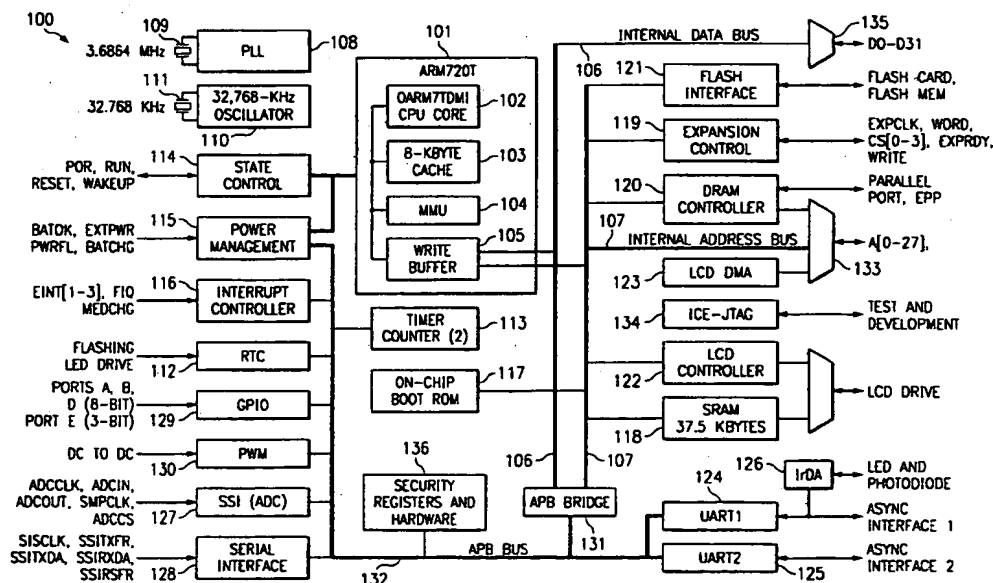 100
109
3.6864 MHz
PLL
108
111
32.768 KHz
32,768-KHz
OSCILLATOR
110
101
ARM720T
OARM7TDMI
CPU CORE
102
8-KBYTE
CACHE
103
MMU
104
WRITE
BUFFER
105
114
POR, RUN,
RESET, WAKEUP
STATE
CONTROL
115
BATOK, EXTPWR
PWRFL, BATCHG
POWER
MANAGEMENT
116
EINT[1-3], FIQ
MEDCHG
INTERRUPT
CONTROLLER
FLASHING
LED DRIVE
RTC
112
PORTS A, B,
D (8-BIT)
PORT E (3-BIT)
GPIO
129
DC TO DC
PWM
130
ADCCLK, ADCIN,
ADCOUT, SMPCLK,
ADCCS
SSI (ADC)
127
SISCLK, SSITXFR,
SSITXDA, SSIRXDA,
SSIRSFR
SERIAL
INTERFACE
128
TIMER
COUNTER (2)
113
ON-CHIP
BOOT ROM
117
136
SECURITY
REGISTERS AND
HARDWARE
APB BUS
132
INTERNAL DATA BUS
106
135
DO-D31
121
FLASH
INTERFACE
FLASH CARD,
FLASH MEM
119
EXPANSION
CONTROL
EXPCLK, WORD,
CS[0-3], EXPRDY,
WRITE
120
DRAM
CONTROLLER
PARALLEL
PORT, EPP
107
INTERNAL ADDRESS BUS
A[0-27],
133
LCD DMA
123
ICE-JTAG
134
TEST AND
DEVELOPMENT
LCD
CONTROLLER
122
LCD DRIVE
SRAM
37.5 KBYTES
118
106
107
APB BRIDGE
131
126
IrDA
LED AND
PHOTODIODE
124
UART1
ASYNC
INTERFACE 1
UART2
125
ASYNC
INTERFACE 2